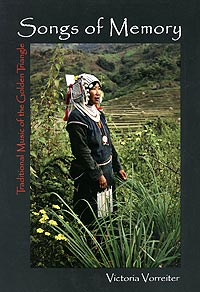 Songs of Memory
Traditional Music of the Golden Triangle
Victoria Vorreiter